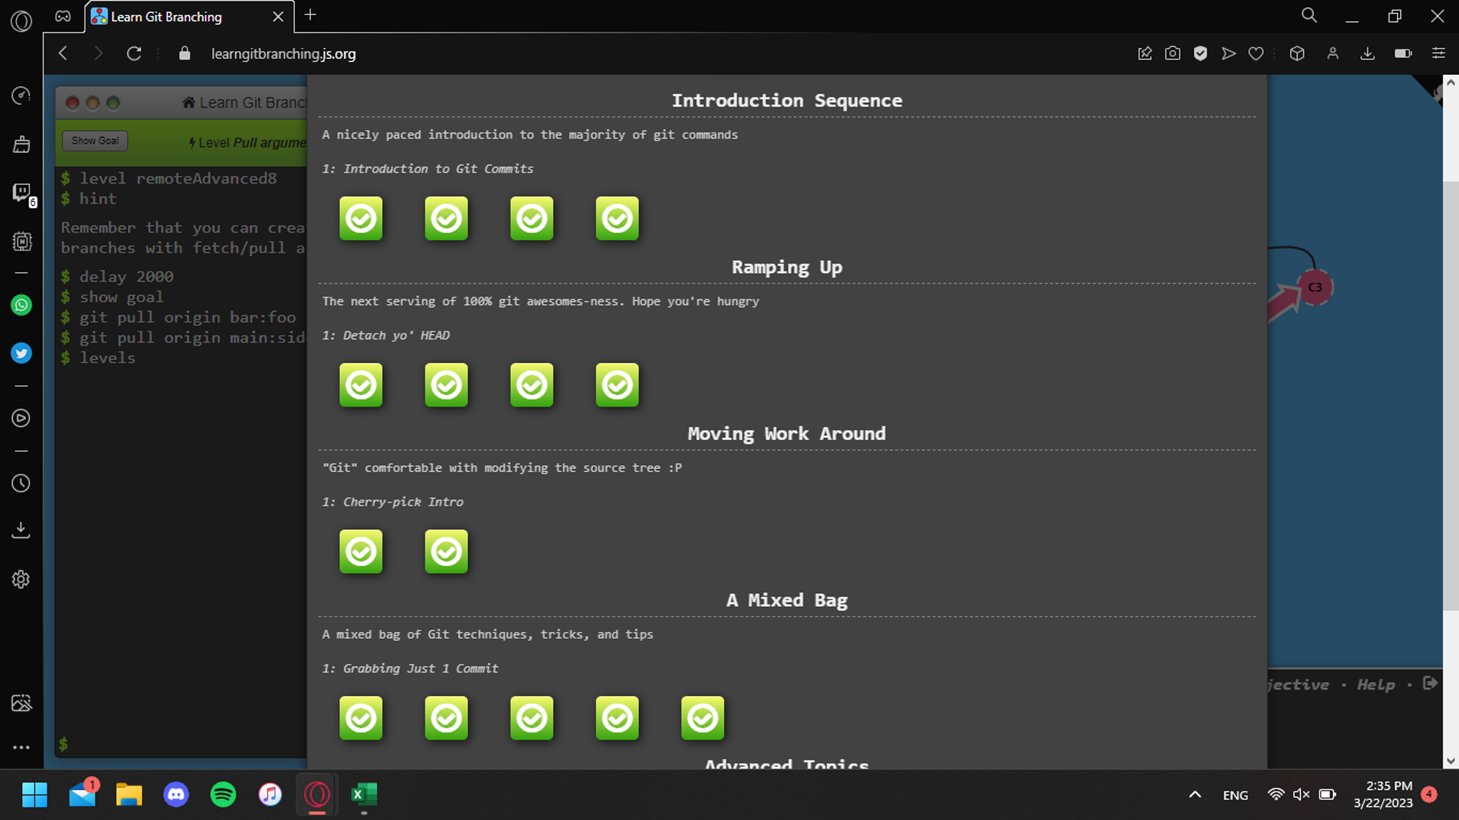 Learn Git Branching
learngitbranching.js.org
Learn Git Branc
Show Goal
Level Pull argume
$ level remoteAdvanced8
$ hint
Remember that you can crea
branches with fetch/pull a
$ delay 2000
$ show goal
$ git pull origin bar:foo
$ git pull origin main:sid
$ levels
$
Introduction Sequence
A nicely paced introduction to the majority of git commands
1: Introduction to Git Commits
Ramping Up
The next serving of 100% git awesomes-ness. Hope you're hungry
1: Detach yo' HEAD
Moving Work Around
"Git" comfortable with modifying the source tree :P
1: Cherry-pick Intro
A Mixed Bag
A mixed bag of Git techniques, tricks, and tips
1: Grabbing Just 1 Commit
Advanced Topics
C3
jective · Help ·
6
1
ENG
2:35 PM
3/22/2023
4